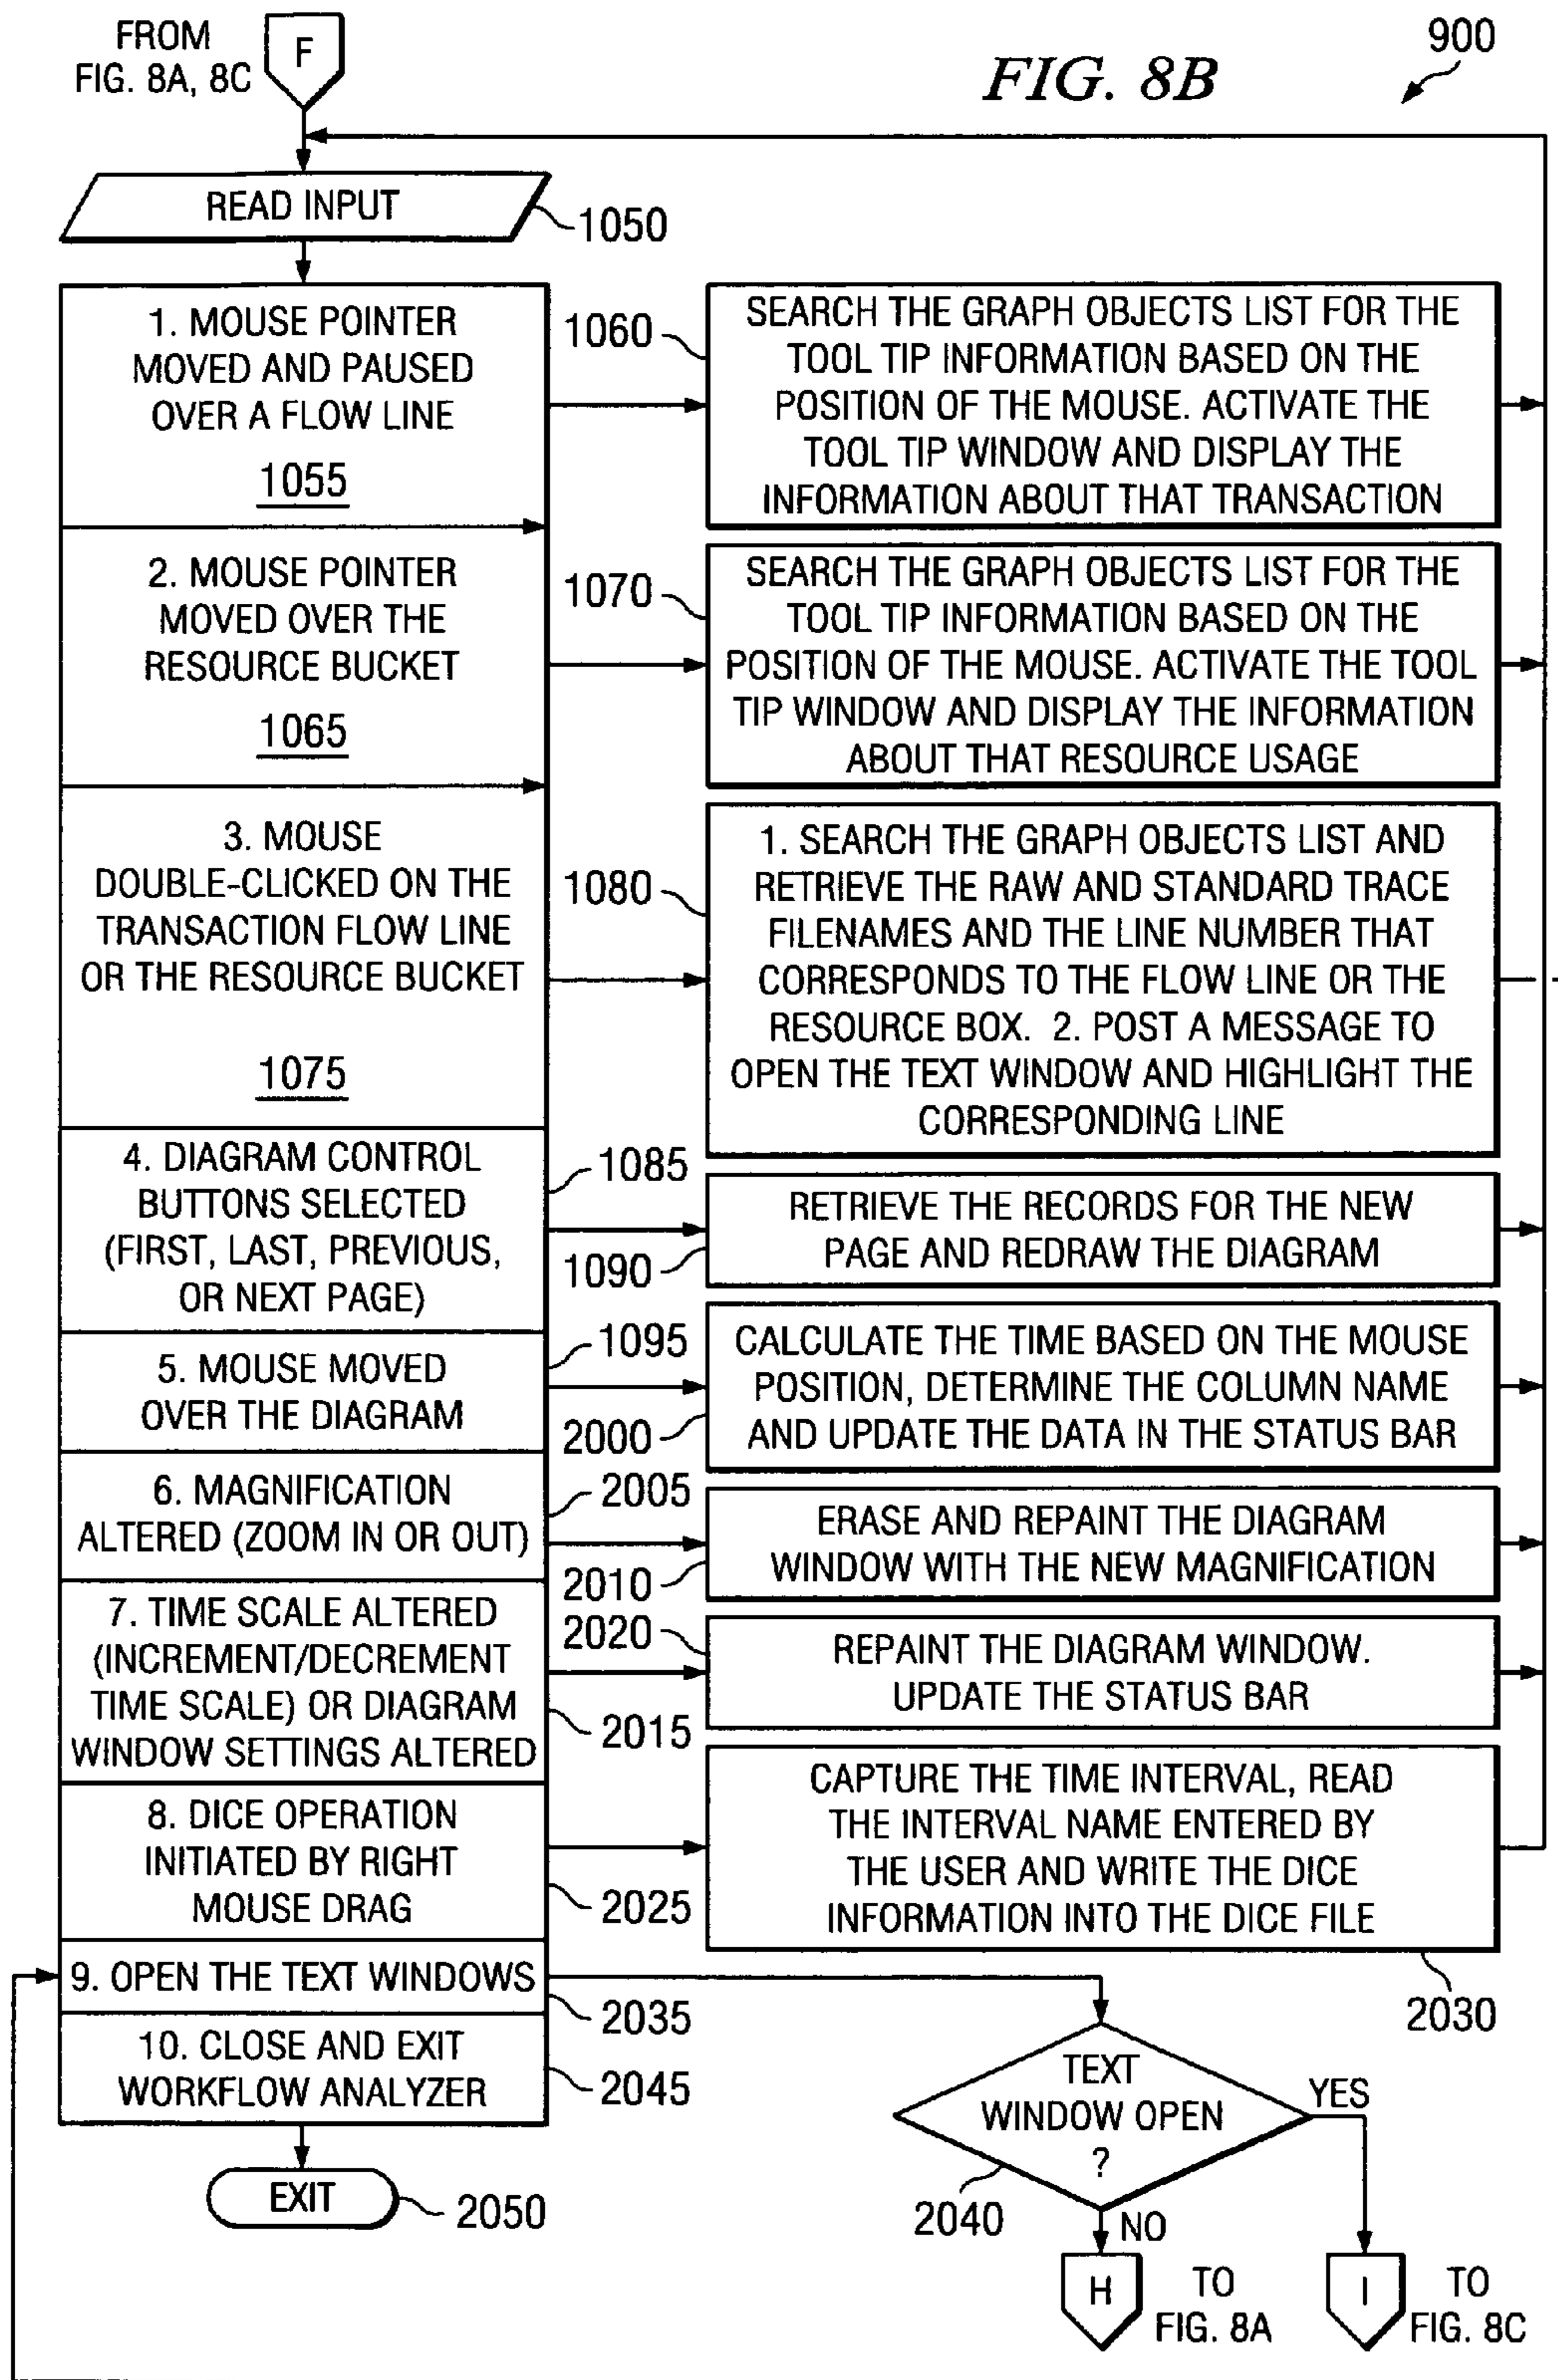 FROM
FIG. 8A, 8C
F
FIG. 8B
900
READ INPUT
1050
1. MOUSE POINTER
MOVED AND PAUSED
OVER A FLOW LINE
1055
1060
SEARCH THE GRAPH OBJECTS LIST FOR THE
TOOL TIP INFORMATION BASED ON THE
POSITION OF THE MOUSE. ACTIVATE THE
TOOL TIP WINDOW AND DISPLAY THE
INFORMATION ABOUT THAT TRANSACTION
2. MOUSE POINTER
MOVED OVER THE
RESOURCE BUCKET
1065
1070
SEARCH THE GRAPH OBJECTS LIST FOR THE
TOOL TIP INFORMATION BASED ON THE
POSITION OF THE MOUSE. ACTIVATE THE TOOL
TIP WINDOW AND DISPLAY THE INFORMATION
ABOUT THAT RESOURCE USAGE
3. MOUSE
DOUBLE-CLICKED ON THE
TRANSACTION FLOW LINE
OR THE RESOURCE BUCKET
1075
1080
1. SEARCH THE GRAPH OBJECTS LIST AND
RETRIEVE THE RAW AND STANDARD TRACE
FILENAMES AND THE LINE NUMBER THAT
CORRESPONDS TO THE FLOW LINE OR THE
RESOURCE BOX. 2. POST A MESSAGE TO
OPEN THE TEXT WINDOW AND HIGHLIGHT THE
CORRESPONDING LINE
4. DIAGRAM CONTROL
BUTTONS SELECTED
(FIRST, LAST, PREVIOUS,
OR NEXT PAGE)
1085
1090
RETRIEVE THE RECORDS FOR THE NEW
PAGE AND REDRAW THE DIAGRAM
5. MOUSE MOVED
OVER THE DIAGRAM
1095
2000
CALCULATE THE TIME BASED ON THE MOUSE
POSITION, DETERMINE THE COLUMN NAME
AND UPDATE THE DATA IN THE STATUS BAR
6. MAGNIFICATION
ALTERED (ZOOM IN OR OUT)
2005
2010
ERASE AND REPAINT THE DIAGRAM
WINDOW WITH THE NEW MAGNIFICATION
7. TIME SCALE ALTERED
(INCREMENT/DECREMENT
TIME SCALE) OR DIAGRAM
WINDOW SETTINGS ALTERED
2015
2020
REPAINT THE DIAGRAM WINDOW.
UPDATE THE STATUS BAR
8. DICE OPERATION
INITIATED BY RIGHT
MOUSE DRAG
2025
CAPTURE THE TIME INTERVAL, READ
THE INTERVAL NAME ENTERED BY
THE USER AND WRITE THE DICE
INFORMATION INTO THE DICE FILE
2030
9. OPEN THE TEXT WINDOWS
2035
10. CLOSE AND EXIT
WORKFLOW ANALYZER
2045
EXIT
2050
TEXT
WINDOW OPEN
?
2040
YES
NO
H
TO
FIG. 8A
I
TO
FIG. 8C